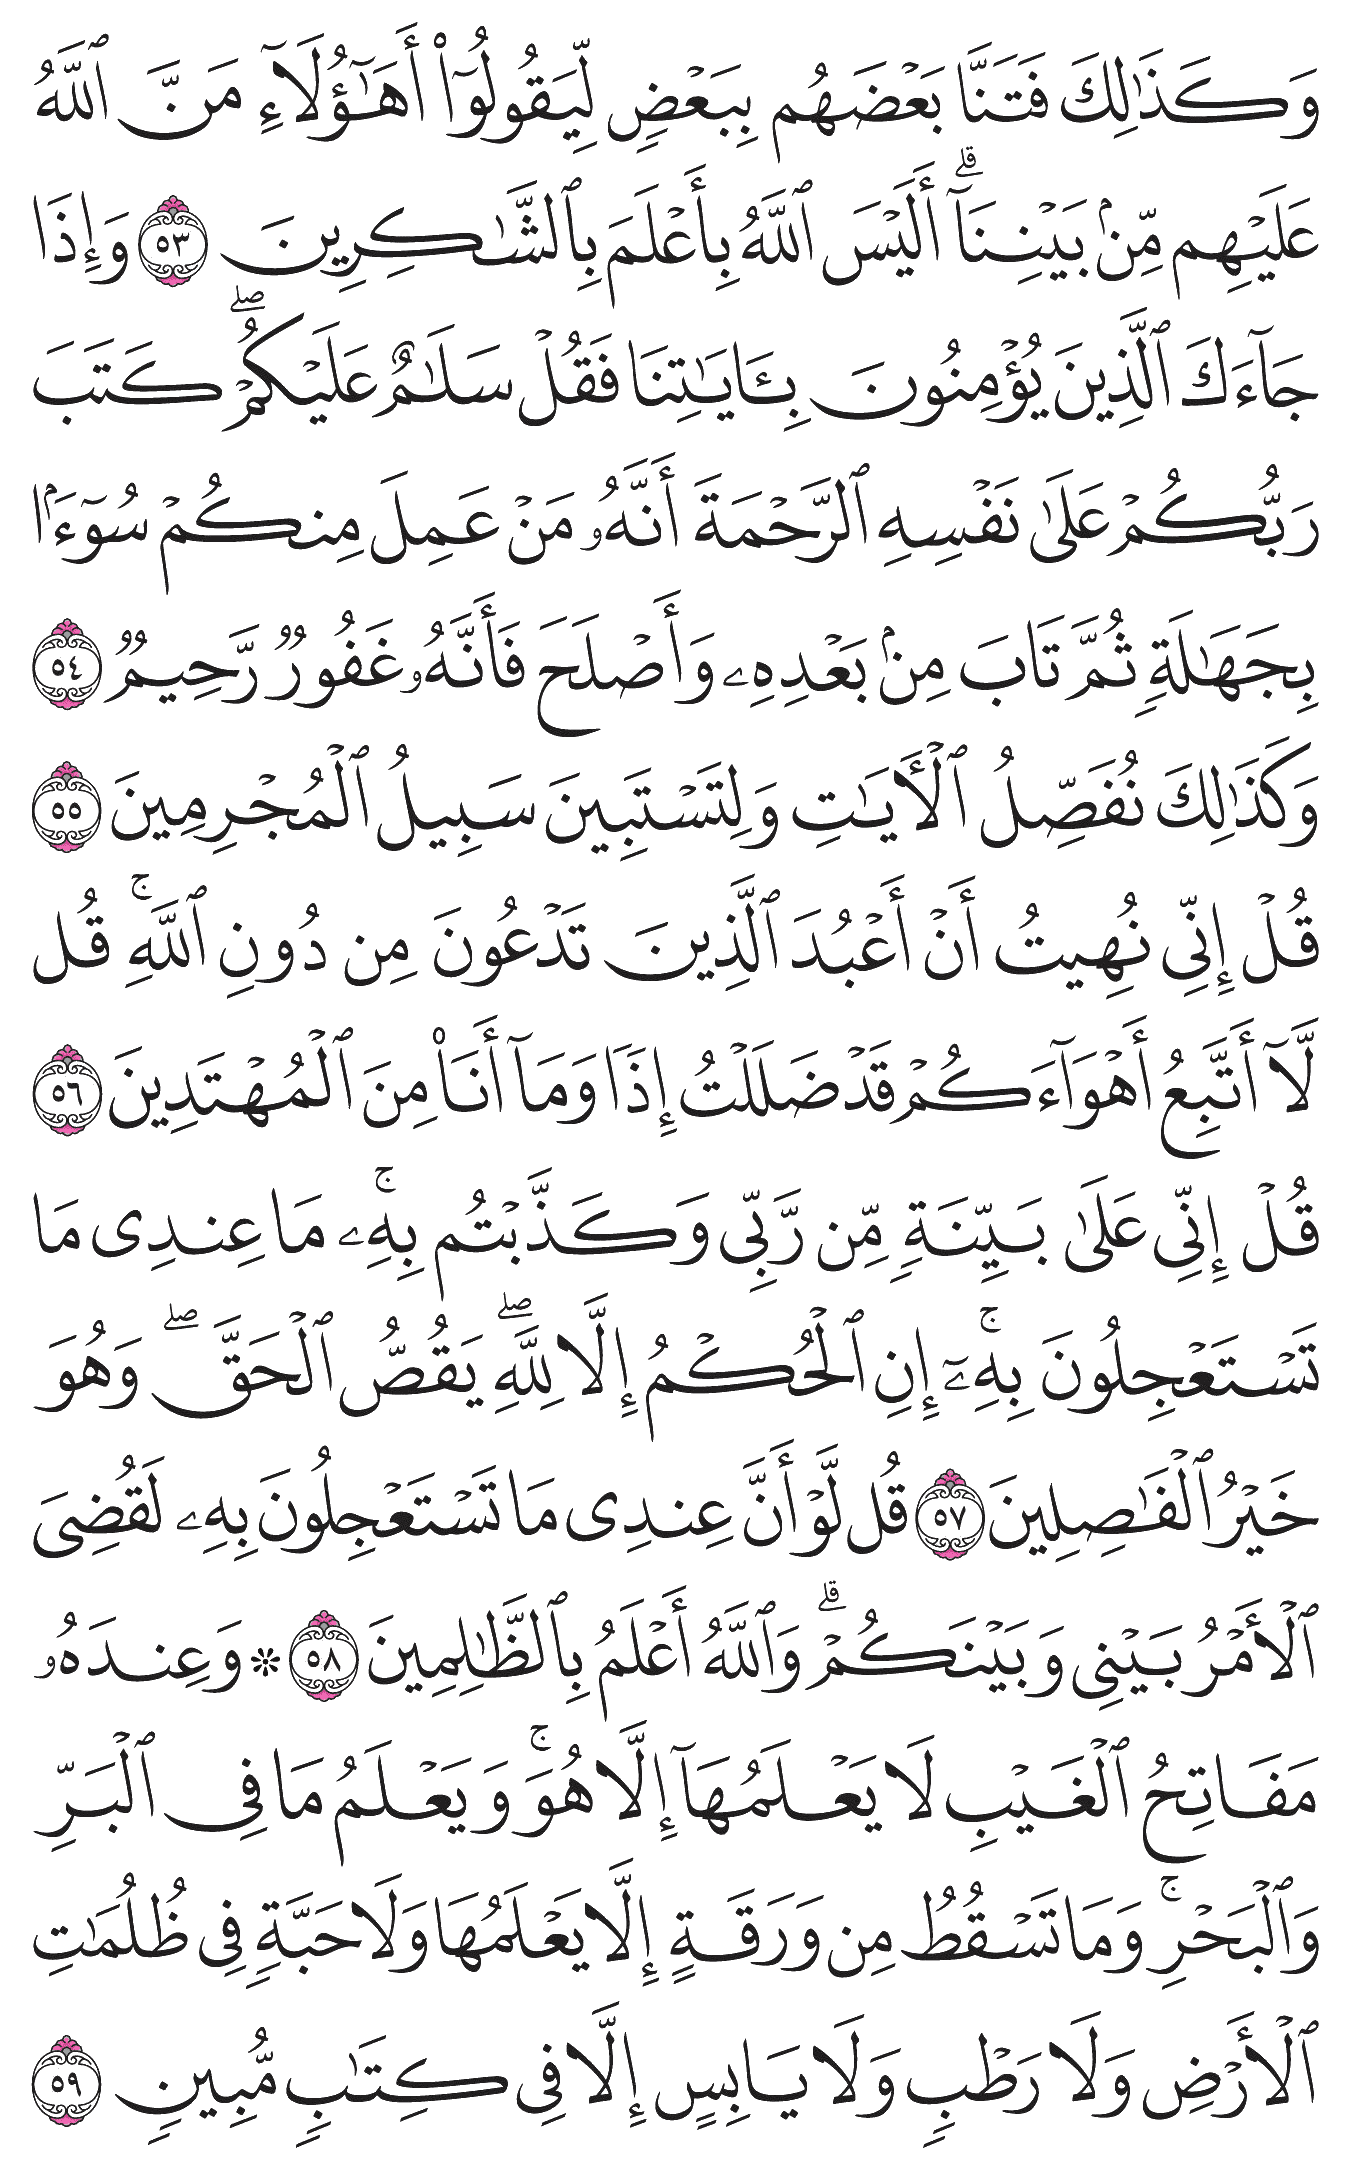 وَكَذَٰلِكَ فَتَنَّا بَعْضَهُم بِبَعْضٍ لِّيَقُولُوٓا۟ أَهَـٰٓؤُلَآءِ مَنَّ ٱللَّهُ
عَلَيْهِم مِّنۢ بَيْنِنَآ ۗ أَلَيْسَ ٱللَّهُ بِأَعْلَمَ بِٱلشَّـٰكِرِينَ ٥٣ وَإِذَا
جَآءَكَ ٱلَّذِينَ يُؤْمِنُونَ بِـَٔايَـٰتِنَا فَقُلْ سَلَـٰمٌ عَلَيْكُمْ ۖ كَتَبَ
رَبُّكُمْ عَلَىٰ نَفْسِهِ ٱلرَّحْمَةَ أَنَّهُۥ مَنْ عَمِلَ مِنكُمْ سُوٓءًۢا
بِجَهَـٰلَةٍ ثُمَّ تَابَ مِنۢ بَعْدِهِۦ وَأَصْلَحَ فَأَنَّهُۥ غَفُورٌ رَّحِيمٌ ٥٤
وَكَذَٰلِكَ نُفَصِّلُ ٱلْـَٔايَـٰتِ وَلِتَسْتَبِينَ سَبِيلُ ٱلْمُجْرِمِينَ ٥٥
قُلْ إِنِّى نُهِيتُ أَنْ أَعْبُدَ ٱلَّذِينَ تَدْعُونَ مِن دُونِ ٱللَّهِ ۚ قُل
لَّآ أَتَّبِعُ أَهْوَآءَكُمْ قَدْ ضَلَلْتُ إِذًا وَمَآ أَنَا۠ مِنَ ٱلْمُهْتَدِينَ ٥٦
قُلْ إِنِّى عَلَىٰ بَيِّنَةٍ مِّن رَّبِّى وَكَذَّبْتُم بِهِۦ ۚ مَا عِندِى مَا
تَسْتَعْجِلُونَ بِهِۦٓ ۚ إِنِ ٱلْحُكْمُ إِلَّا لِلَّهِ ۖ يَقُصُّ ٱلْحَقَّ ۖ وَهُوَ
خَيْرُ ٱلْفَـٰصِلِينَ ٥٧ قُل لَّوْ أَنَّ عِندِى مَا تَسْتَعْجِلُونَ بِهِۦ لَقُضِىَ
ٱلْأَمْرُ بَيْنِى وَبَيْنَكُمْ ۗ وَٱللَّهُ أَعْلَمُ بِٱلظَّـٰلِمِينَ ٥٨ ۞ وَعِندَهُۥ
مَفَاتِحُ ٱلْغَيْبِ لَا يَعْلَمُهَآ إِلَّا هُوَ ۚ وَيَعْلَمُ مَا فِى ٱلْبَرِّ
وَٱلْبَحْرِ ۚ وَمَا تَسْقُطُ مِن وَرَقَةٍ إِلَّا يَعْلَمُهَا وَلَا حَبَّةٍ فِى ظُلُمَـٰتِ
ٱلْأَرْضِ وَلَا رَطْبٍ وَلَا يَابِسٍ إِلَّا فِى كِتَـٰبٍ مُّبِينٍ ٥٩